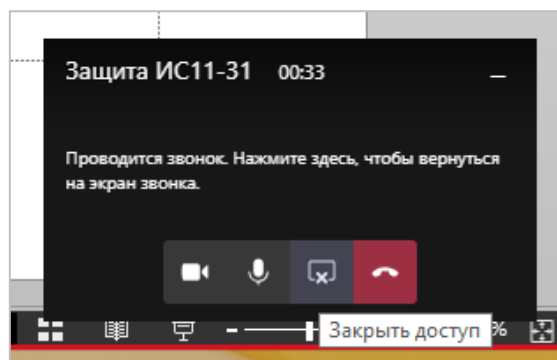 Защита ИС11-31 00:33
Проводится звонок. Нажмите здесь, чтобы вернуться
на экран звонка.
Закрыть доступ %